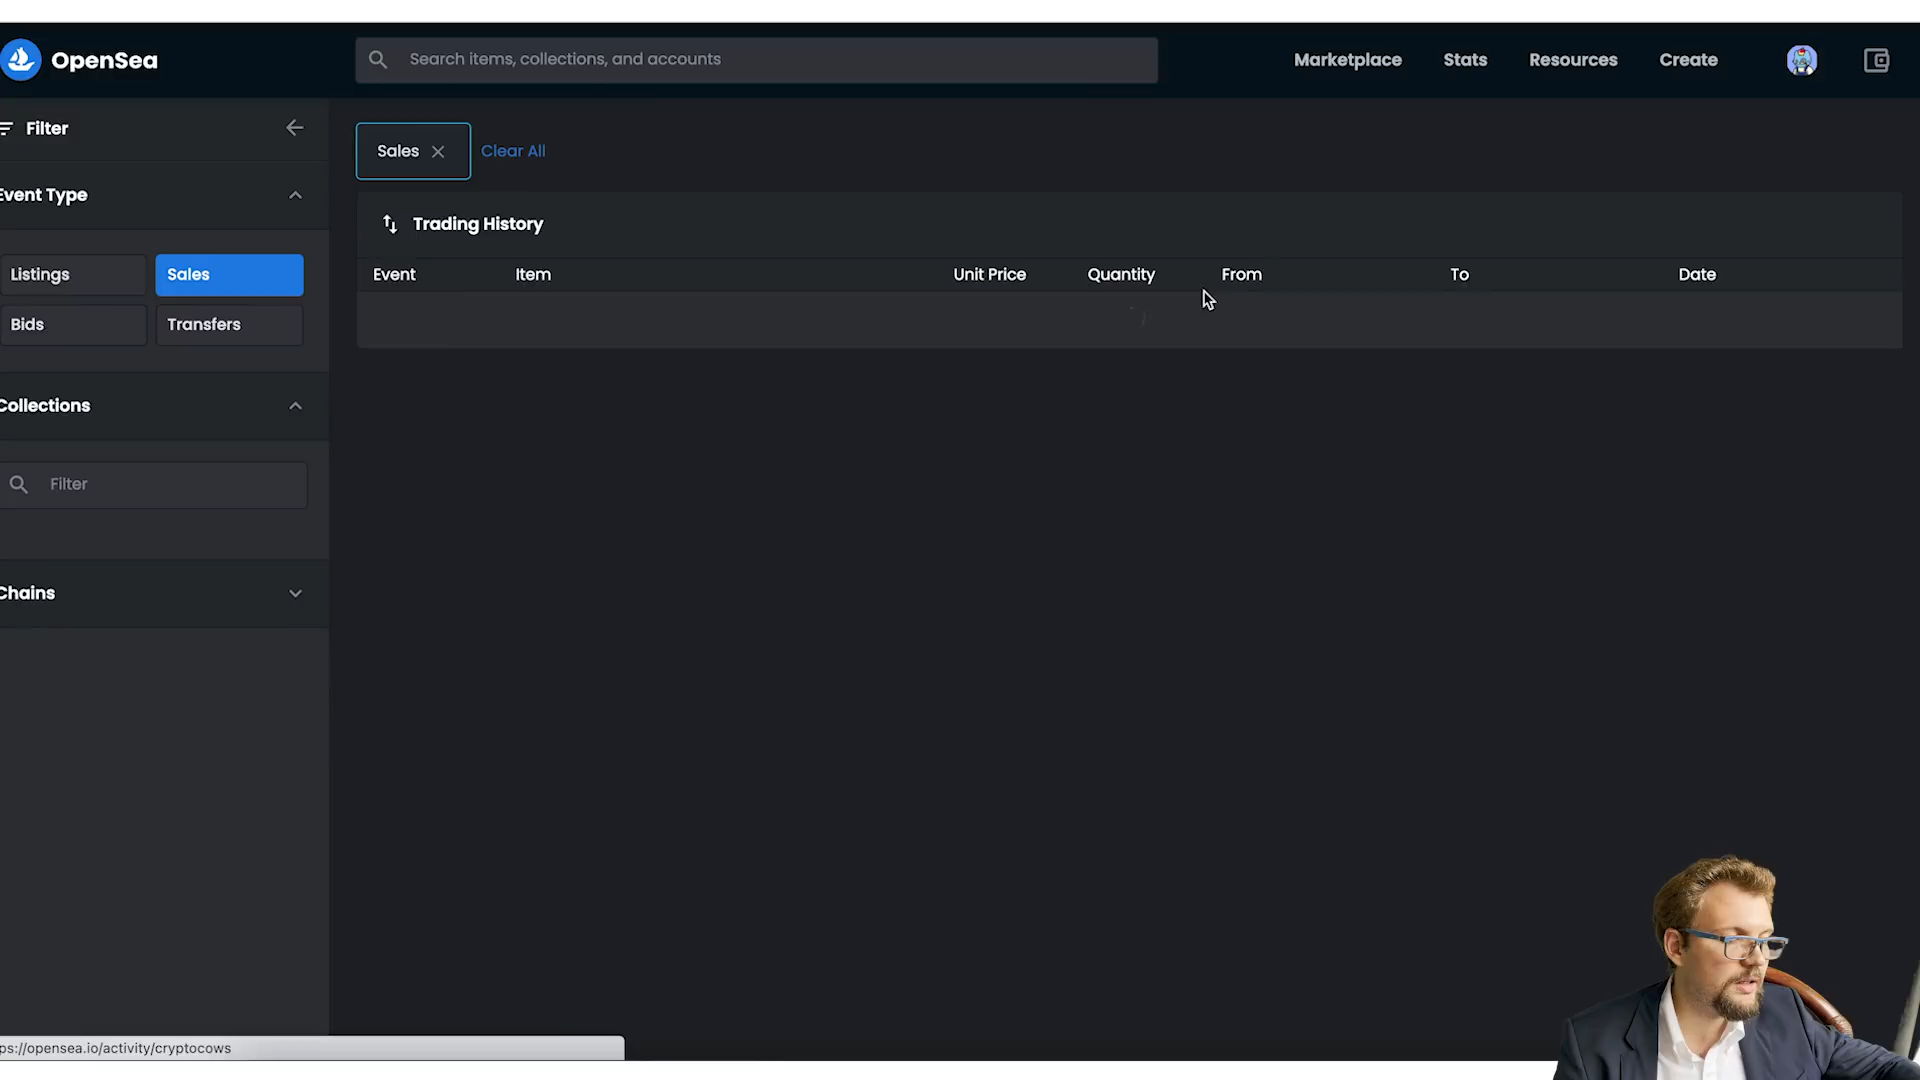 OpenSea
Search items, collections, and accounts
Marketplace
Stats
Resources
Create
Filter
Event Type
Listings
Sales
Bids
Transfers
Collections
Filter
Chains
Sales
Clear All
Trading History
Event Item Unit Price Quantity From To Date
ps://opensea.io/activity/cryptocows